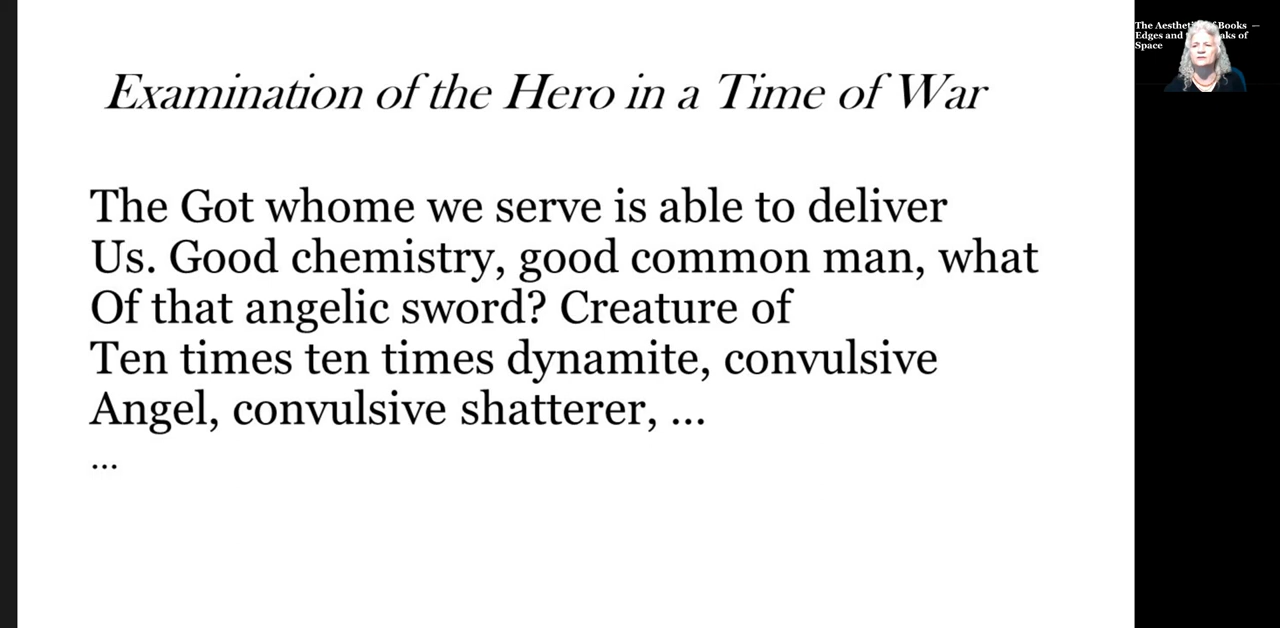 Examination of the Hero in a Time of War
The Got whome we serve is able to deliver
Us. Good chemistry, good common man, what
Of that angelic sword? Creature of
Ten times ten times dynamite, convulsive
Angel, convulsive shatterer, ...
...
The Books —
Edges and of
Space